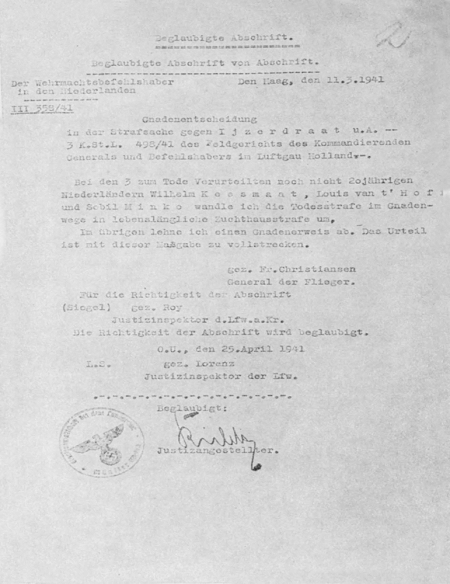 2
Beglaubigte Abschrift.
Beglaubigte Abschrift von Abschrift.
Der Wehrmachtsbefehlshaber Den Haag, den 11.3.1941
in den Niederlanden
III 358/41
Gnadenentscheidung
in der Strafsache gegen I j z e r d r a a t u.A. --
3 K.St.L. 498/41 des Feldgerichts des Kommandierenden
Generals und Befehlshabers im Luftgau Holland--.
Bei den 3 zum Tode Verurteilten noch nicht 20jährigen
Niederländern Wilhelm K o e s m a a t , Louis van t' H o f
und Sebil M i n k o wandle ich die Todesstrafe im Gnaden-
wege in lebenslängliche Zuchthausstrafe um.
Im übrigen lehne ich einen Gnadenerweis ab. Das Urteil
ist mit dieser Maßgabe zu vollstrecken.
gez. Fr.Christiansen
General der Flieger.
Für die Richtigkeit der Abschrift
(Siegel) gez. Roy
Justizinspektor d.Lfw.a.Kr.
Die Richtigkeit der Abschrift wird beglaubigt.
O.U., den 29.April 1941
L.S. gez. Lorenz
Justizinspektor der Lfw.
Beglaubigt:
Justizangestellter.